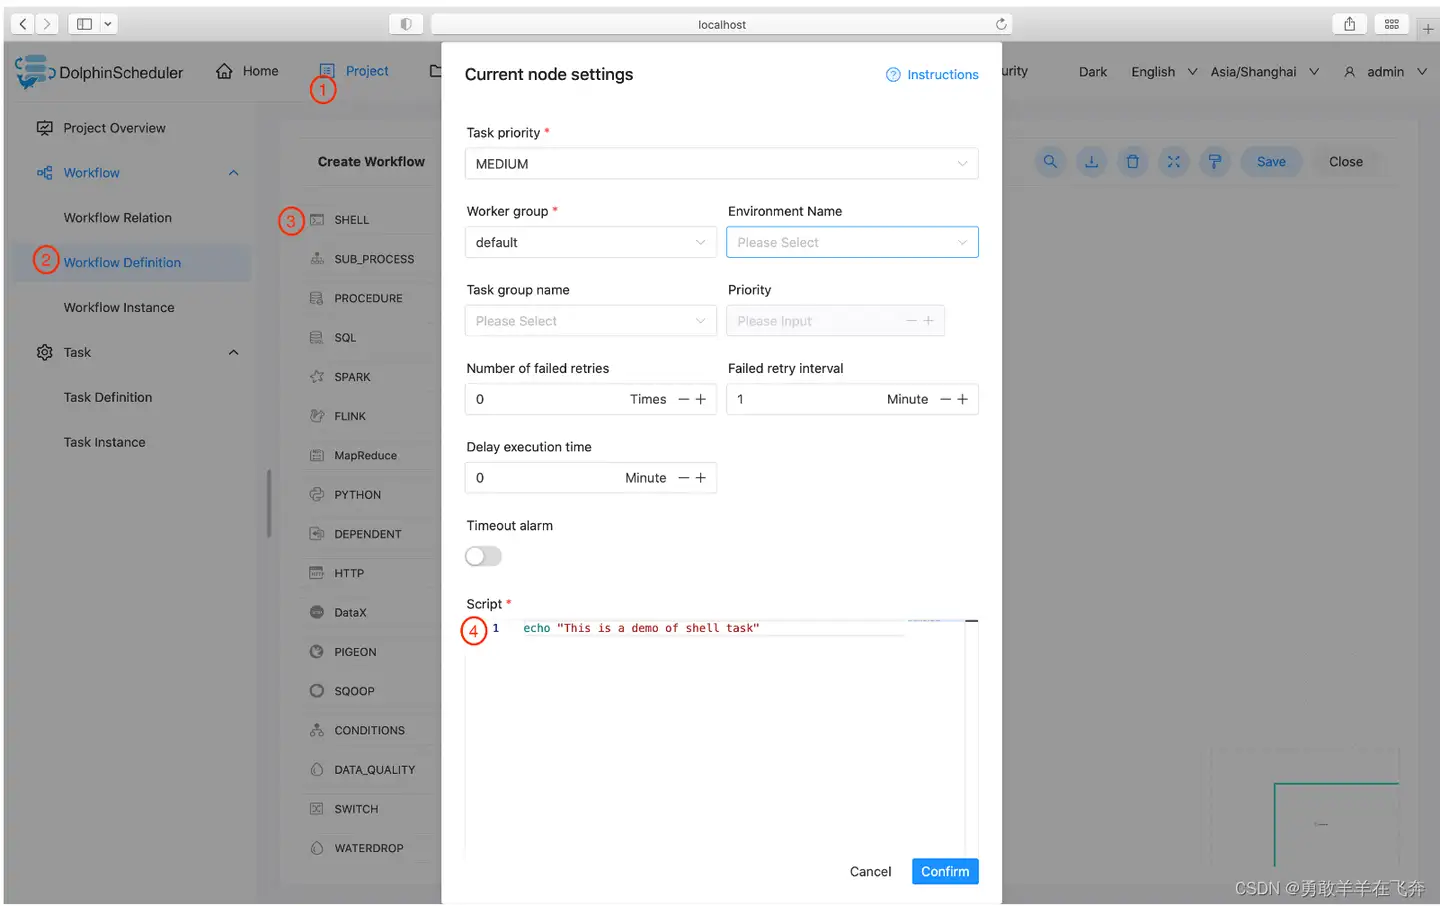 localhost
DolphinScheduler
Home
Project
1
urity
Dark
English
Asia/Shanghai
admin
Project Overview
Workflow
Workflow Relation
2
Workflow Definition
Workflow Instance
Task
Task Definition
Task Instance
Create Workflow
Save
Close
3
SHELL
SUB_PROCESS
PROCEDURE
SQL
SPARK
FLINK
MapReduce
PYTHON
DEPENDENT
HTTP
DataX
PIGEON
SQOOP
CONDITIONS
DATA_QUALITY
SWITCH
WATERDROP
Current node settings
Instructions
Task priority *
MEDIUM
Worker group *
Environment Name
default
Please Select
Task group name
Priority
Please Select
Please Input
Number of failed retries
Failed retry interval
0 Times
1 Minute
Delay execution time
0 Minute
Timeout alarm
Script *
4
1 echo "This is a demo of shell task"
Cancel
Confirm
CSDN @勇敢羊羊在飞奔